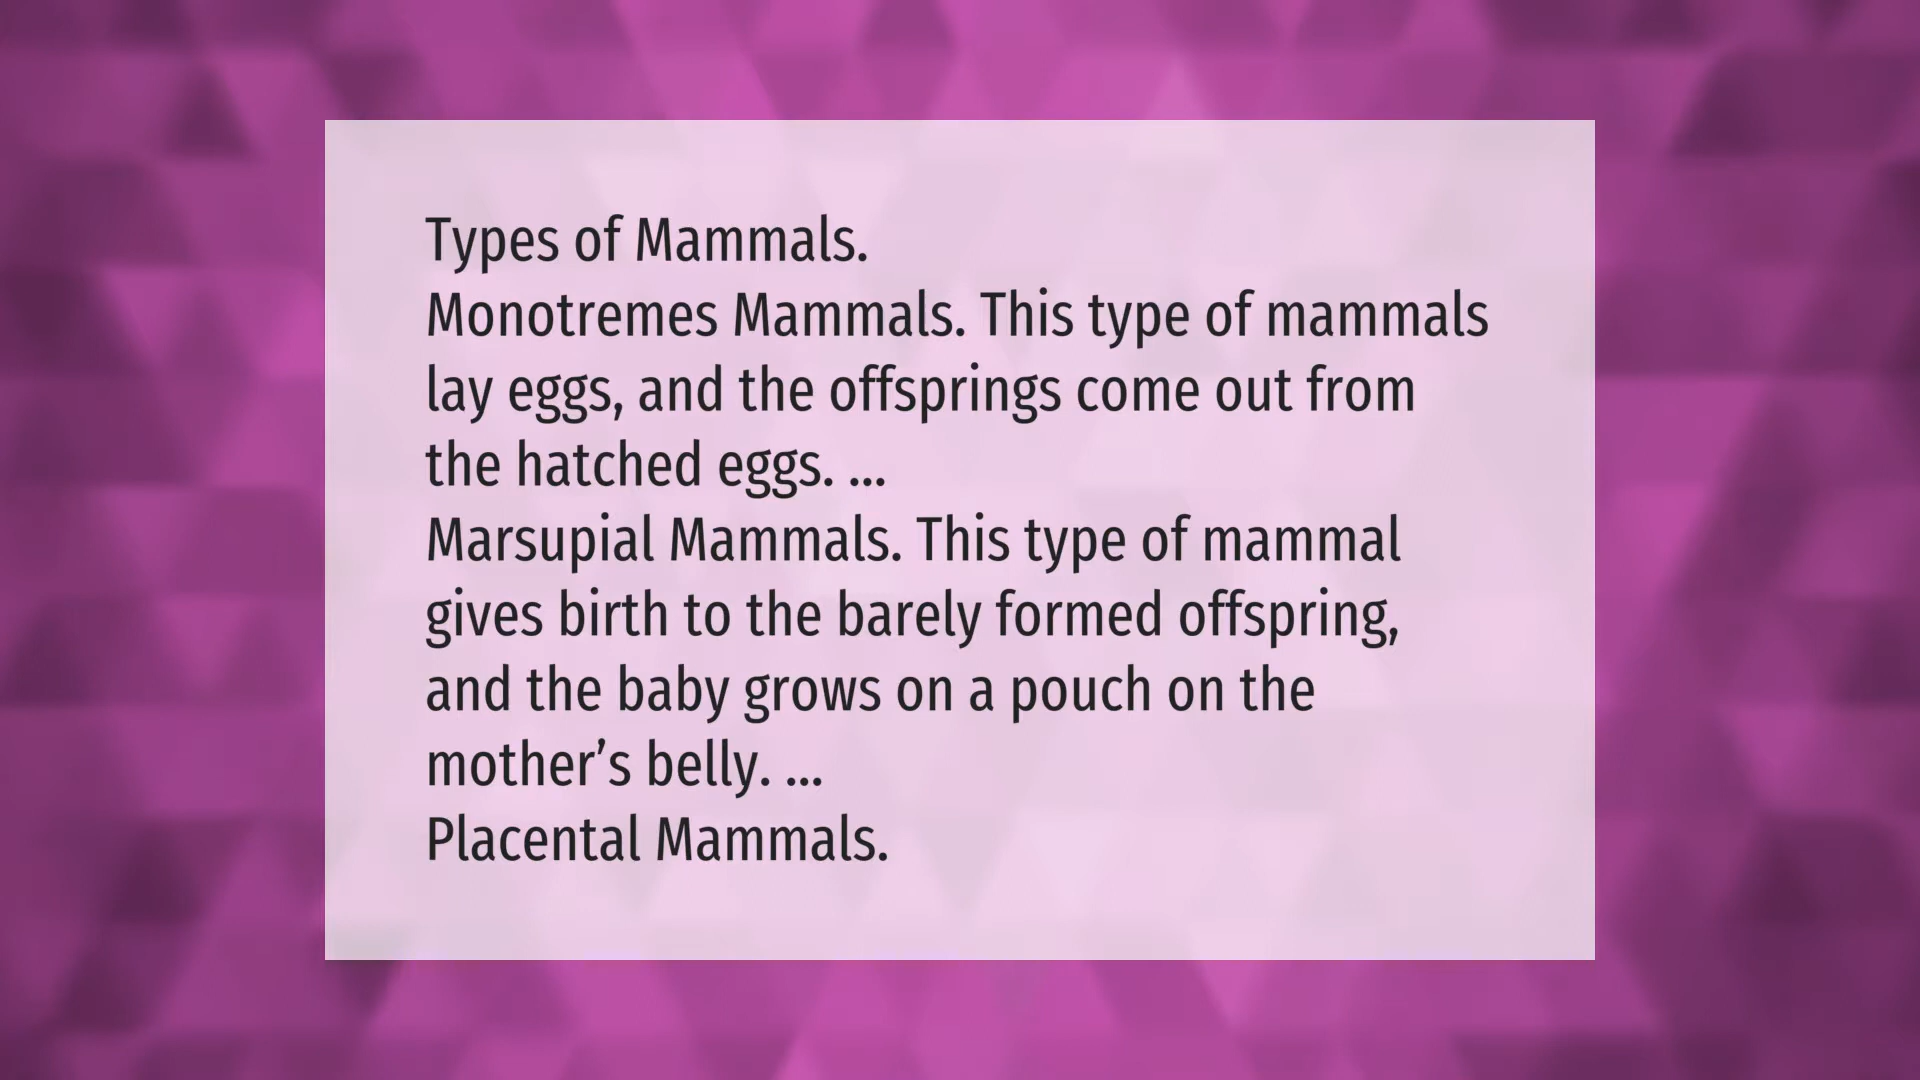 Types of Mammals.
Monotremes Mammals. This type of mammals
lay eggs, and the offsprings come out from
the hatched eggs. ...
Marsupial Mammals. This type of mammal
gives birth to the barely formed offspring,
and the baby grows on a pouch on the
mother’s belly. ...
Placental Mammals.